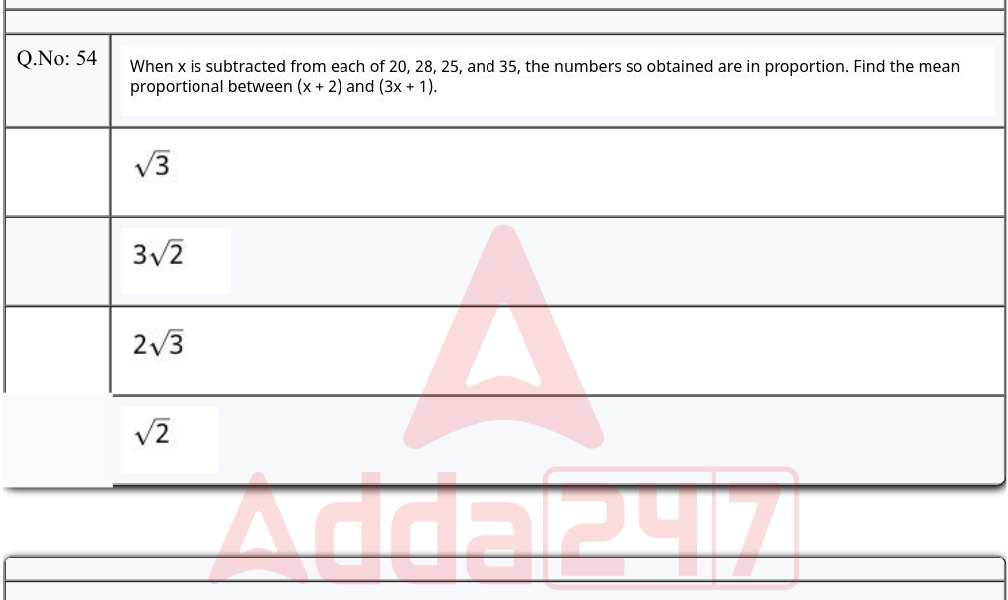 Q.No: 54
When x is subtracted from each of 20, 28, 25, and 35, the numbers so obtained are in proportion. Find the mean
proportional between (x + 2) and (3x + 1).
√3
3√2
2√3
√2
Adda247